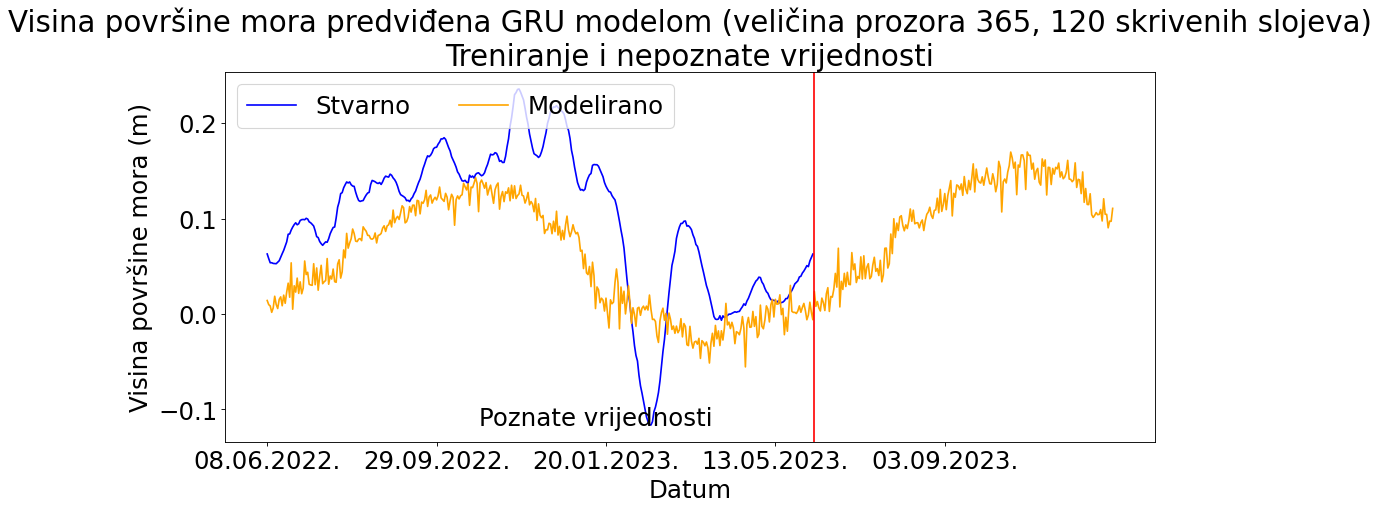 Visina površine mora predviđena GRU modelom (veličina prozora 365, 120 skrivenih slojeva)
Treniranje i nepoznate vrijednosti
Stvarno
Modelirano
Visina površine mora (m)
0.2
0.1
0.0
−0.1
Poznate vrijednosti
08.06.2022.
29.09.2022.
20.01.2023.
13.05.2023.
03.09.2023.
Datum